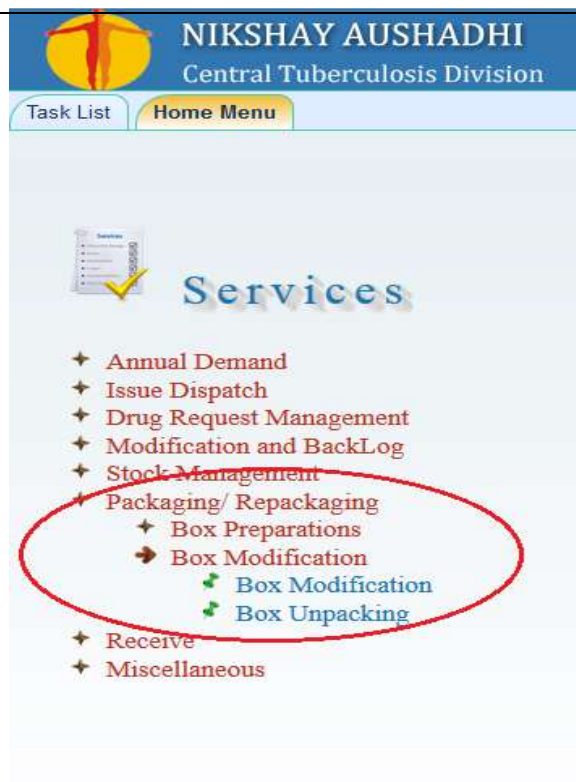 NIKSHAY AUSHADHI
Central Tuberculosis Division
Task List Home Menu
Services
Annual Demand
Issue Dispatch
Drug Request Management
Modification and BackLog
Stock Management
Packaging/ Repackaging
Box Preparations
Box Modification
Box Modification
Box Unpacking
Receive
Miscellaneous